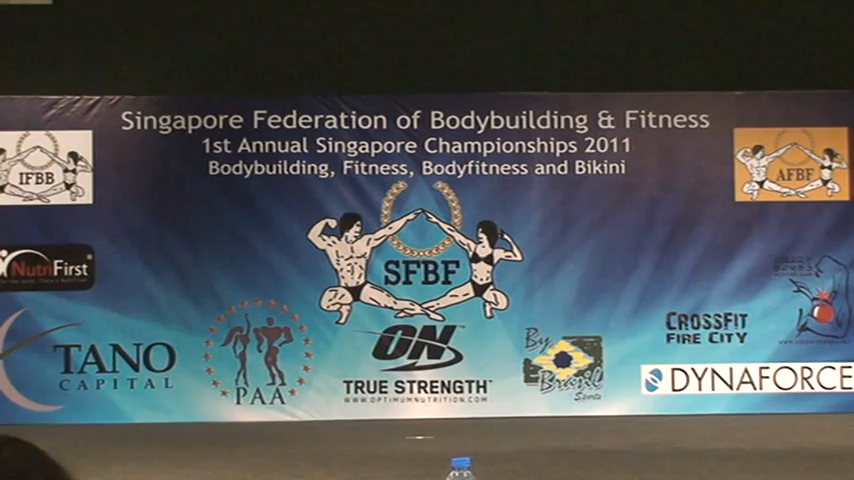 Singapore Federation of Bodybuilding & Fitness
1st Annual Singapore Championships 2011
Bodybuilding, Fitness, Bodyfitness and Bikini
IFBB
AFBF
SFBF
NutriFirst
TANO
CAPITAL
PAA
ON
TRUE STRENGTH
WWW.OPTIMUMNUTRITION.COM
By
Brasil
Sports
CROSSFIT
FIRE CITY
DYNAFORCE